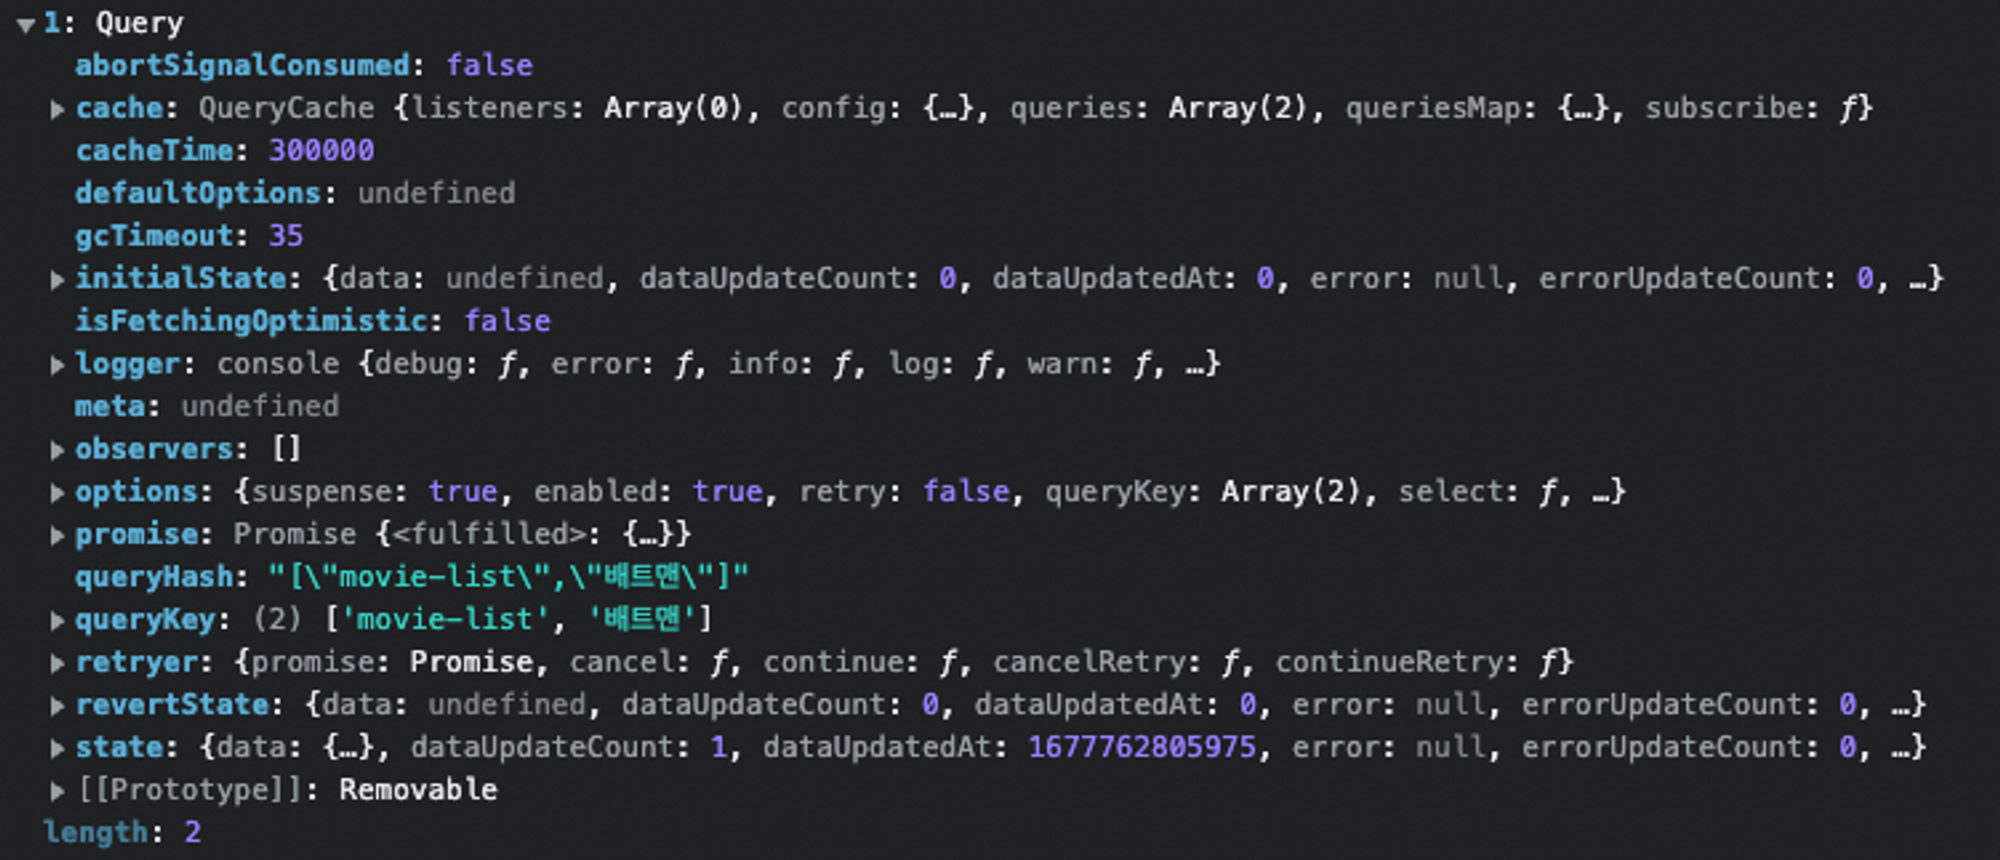 ▼1: Query
abortSignalConsumed: false
▶cache: QueryCache {listeners: Array(0), config: {…}, queries: Array(2), queriesMap: {…}, subscribe: ƒ}
cacheTime: 300000
defaultOptions: undefined
gcTimeout: 35
▶initialState: {data: undefined, dataUpdateCount: 0, dataUpdatedAt: 0, error: null, errorUpdateCount: 0, …}
isFetchingOptimistic: false
▶logger: console {debug: ƒ, error: ƒ, info: ƒ, log: ƒ, warn: ƒ, …}
meta: undefined
▶observers: []
▶options: {suspense: true, enabled: true, retry: false, queryKey: Array(2), select: ƒ, …}
▶promise: Promise {<fulfilled>: {…}}
queryHash: "[\"movie-list\",\"배트맨\"]"
▶queryKey: (2) ['movie-list', '배트맨']
▶retryer: {promise: Promise, cancel: ƒ, continue: ƒ, cancelRetry: ƒ, continueRetry: ƒ}
▶revertState: {data: undefined, dataUpdateCount: 0, dataUpdatedAt: 0, error: null, errorUpdateCount: 0, …}
▶state: {data: {…}, dataUpdateCount: 1, dataUpdatedAt: 1677762805975, error: null, errorUpdateCount: 0, …}
▶[[Prototype]]: Removable
length: 2